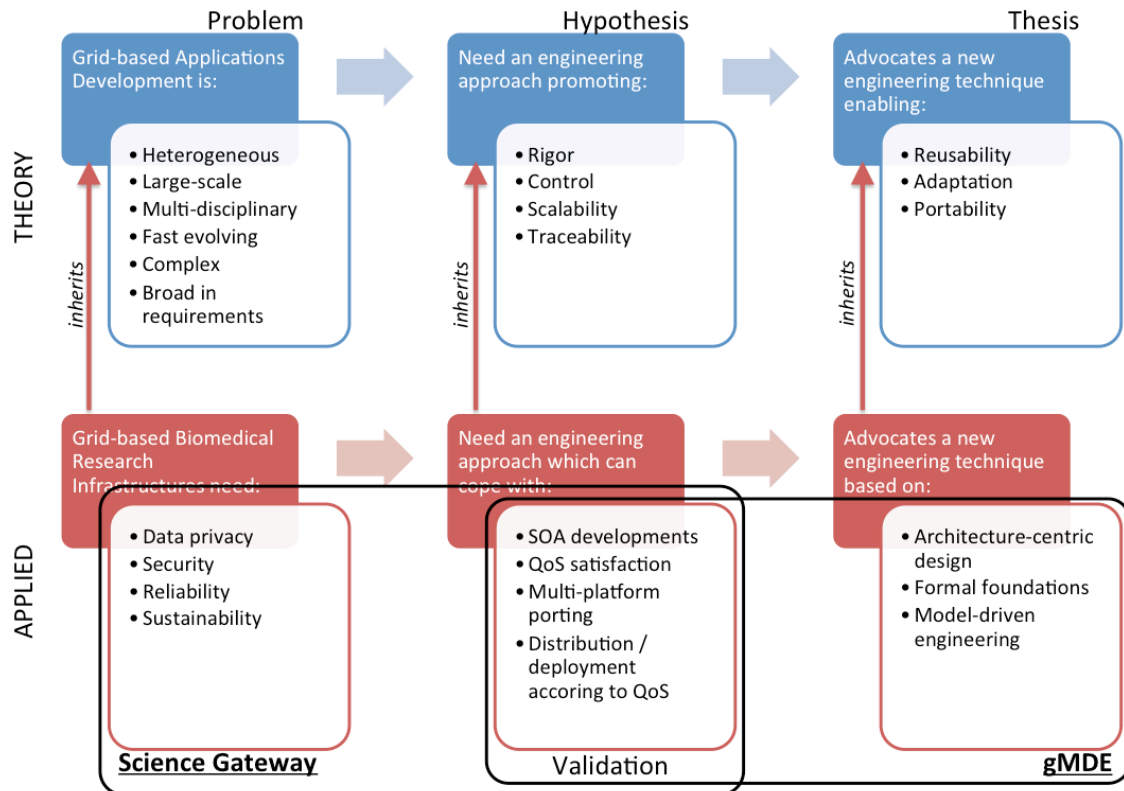 Problem
Hypothesis
Thesis
THEORY
Grid-based Applications
Development is:
• Heterogeneous
• Large-scale
• Multi-disciplinary
• Fast evolving
• Complex
• Broad in
requirements
Need an engineering
approach promoting:
• Rigor
• Control
• Scalability
• Traceability
Advocates a new
engineering technique
enabling:
• Reusability
• Adaptation
• Portability
inherits
inherits
inherits
APPLIED
Grid-based Biomedical
Research
Infrastructures need:
• Data privacy
• Security
• Reliability
• Sustainability
Need an engineering
approach which can
cope with:
• SOA developments
• QoS satisfaction
• Multi-platform
porting
• Distribution /
deployment
accoring to QoS
Advocates a new
engineering technique
based on:
• Architecture-centric
design
• Formal foundations
• Model-driven
engineering
Science Gateway
Validation
gMDE